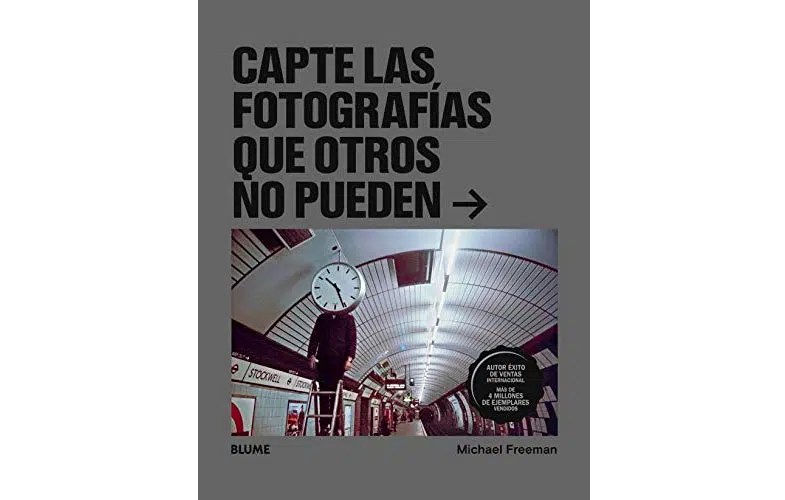 CAPTE LAS
FOTOGRAFÍAS
QUE OTROS
NO PUEDEN →
STOCKWELL
AUTOR ÉXITO
DE VENTAS
INTERNACIONAL
MÁS DE
4 MILLONES
DE EJEMPLARES
VENDIDOS
BLUME
Michael Freeman